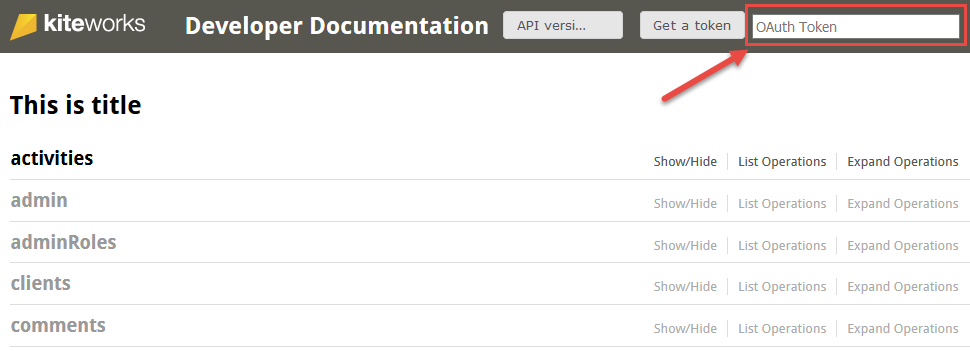 kiteworks Developer Documentation API versi... Get a token OAuth Token
This is title
activities Show/Hide List Operations Expand Operations
admin Show/Hide List Operations Expand Operations
adminRoles Show/Hide List Operations Expand Operations
clients Show/Hide List Operations Expand Operations
comments Show/Hide List Operations Expand Operations